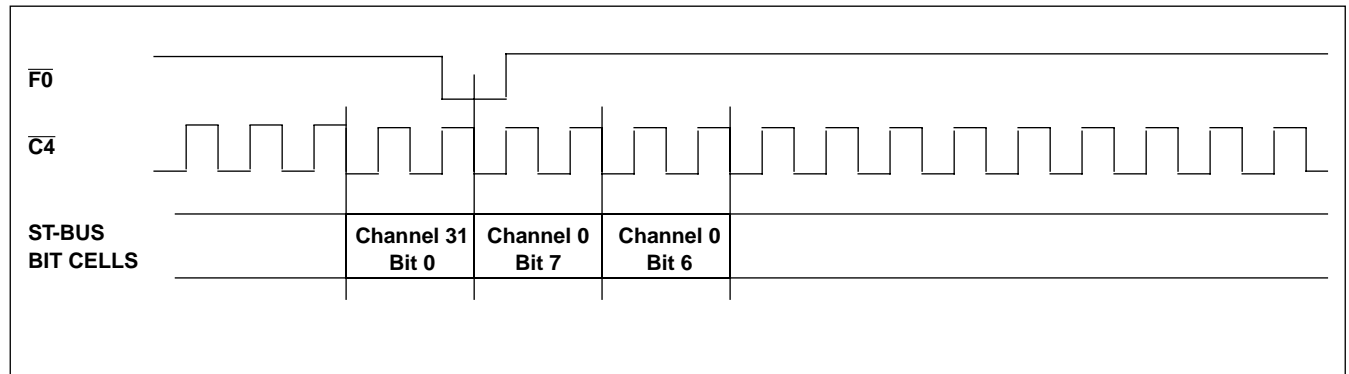 F0
C4
ST-BUS
BIT CELLS
Channel 31
Bit 0
Channel 0
Bit 7
Channel 0
Bit 6